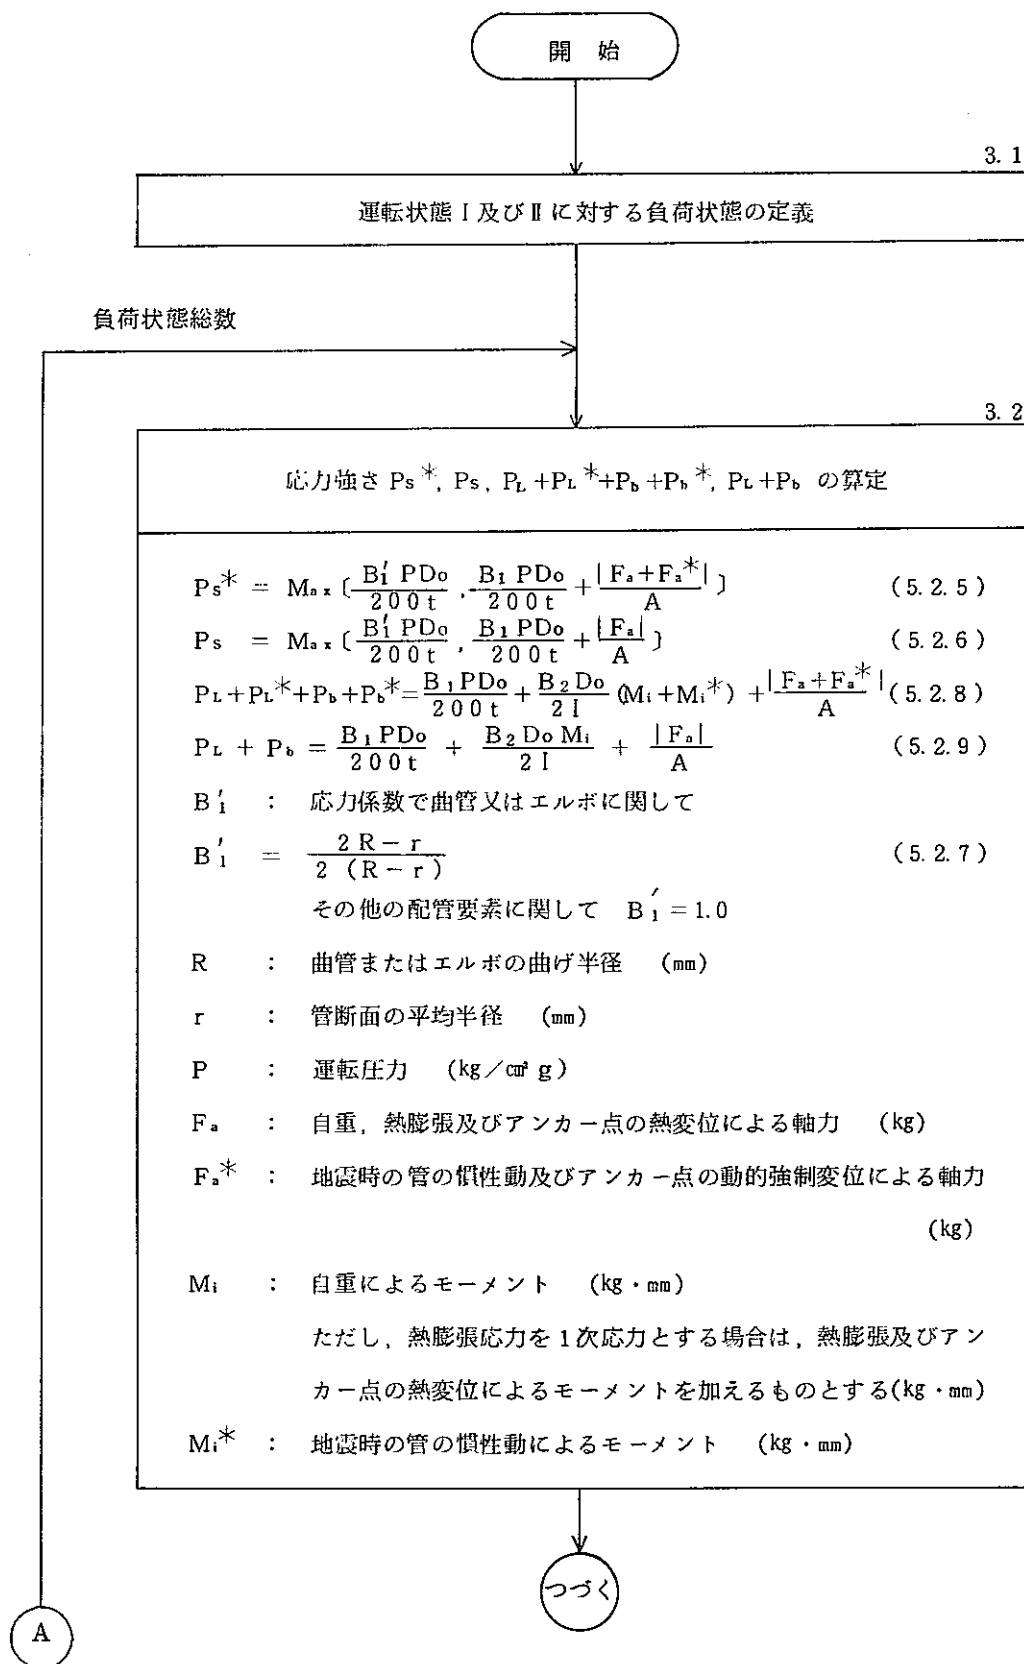 開 始
3. 1
運転状態Ⅰ及びⅡに対する負荷状態の定義
負荷状態総数
3. 2
応力強さ Ps*, Ps, PL+PL*+Pb+Pb*, PL+Pb の算定
Ps* = Max〔B1′PDo/200t , B1PDo/200t + |Fa+Fa*|/A〕 (5. 2. 5)
Ps = Max〔B1′PDo/200t , B1PDo/200t + |Fa|/A〕 (5. 2. 6)
PL+PL*+Pb+Pb* = B1PDo/200t + B2Do/2I (Mi+Mi*) + |Fa+Fa*|/A (5. 2. 8)
PL + Pb = B1PDo/200t + B2DoMi/2I + |Fa|/A (5. 2. 9)
B1′ : 応力係数で曲管又はエルボに関して
B1′ = 2R−r/2(R−r) (5. 2. 7)
その他の配管要素に関して B1′=1.0
R : 曲管またはエルボの曲げ半径 (mm)
r : 管断面の平均半径 (mm)
P : 運転圧力 (kg/cm² g)
Fa : 自重, 熱膨張及びアンカー点の熱変位による軸力 (kg)
Fa* : 地震時の管の慣性動及びアンカー点の動的強制変位による軸力
(kg)
Mi : 自重によるモーメント (kg・mm)
ただし, 熱膨張応力を1次応力とする場合は, 熱膨張及びアン
カー点の熱変位によるモーメントを加えるものとする(kg・mm)
Mi* : 地震時の管の慣性動によるモーメント (kg・mm)
つづく
A